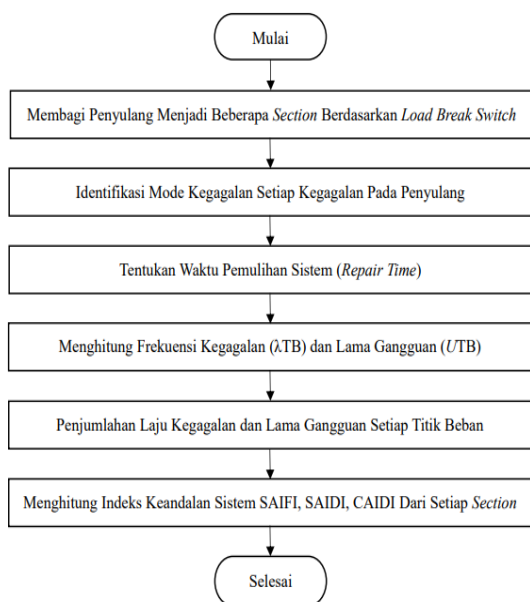 Mulai
Membagi Penyulang Menjadi Beberapa Section Berdasarkan Load Break Switch
Identifikasi Mode Kegagalan Setiap Kegagalan Pada Penyulang
Tentukan Waktu Pemulihan Sistem (Repair Time)
Menghitung Frekuensi Kegagalan (λTB) dan Lama Gangguan (UTB)
Penjumlahan Laju Kegagalan dan Lama Gangguan Setiap Titik Beban
Menghitung Indeks Keandalan Sistem SAIFI, SAIDI, CAIDI Dari Setiap Section
Selesai